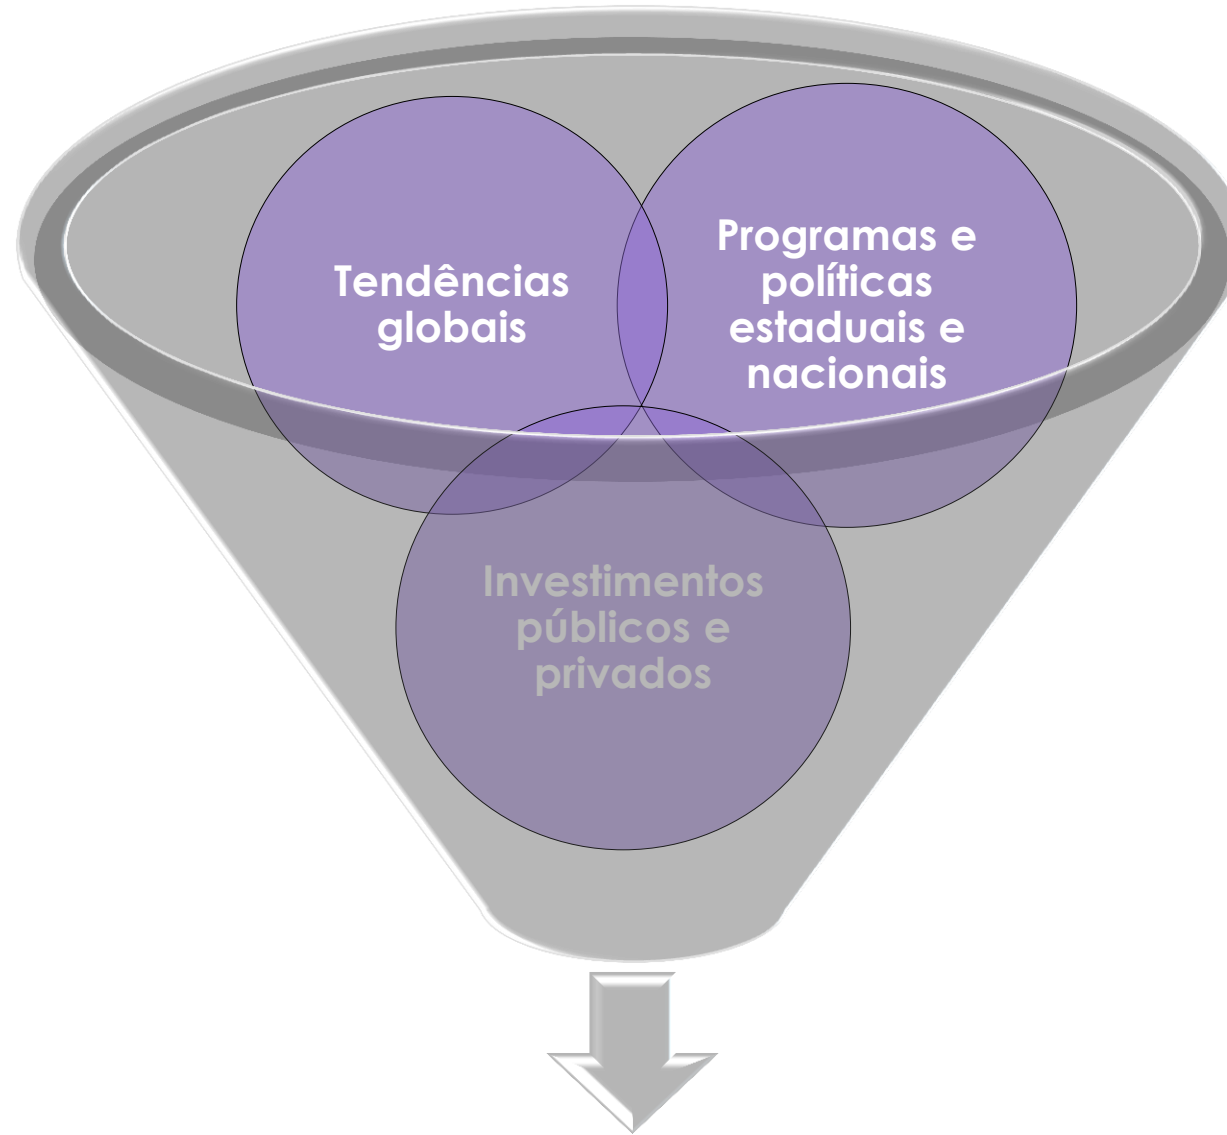 Tendências
globais
Programas e
políticas
estaduais e
nacionais
Investimentos
públicos e
privados